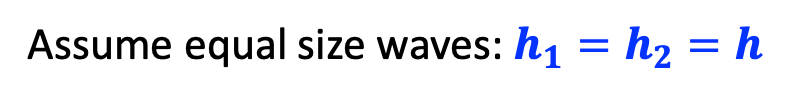 Assume equal size waves: h₁ = h₂ = h